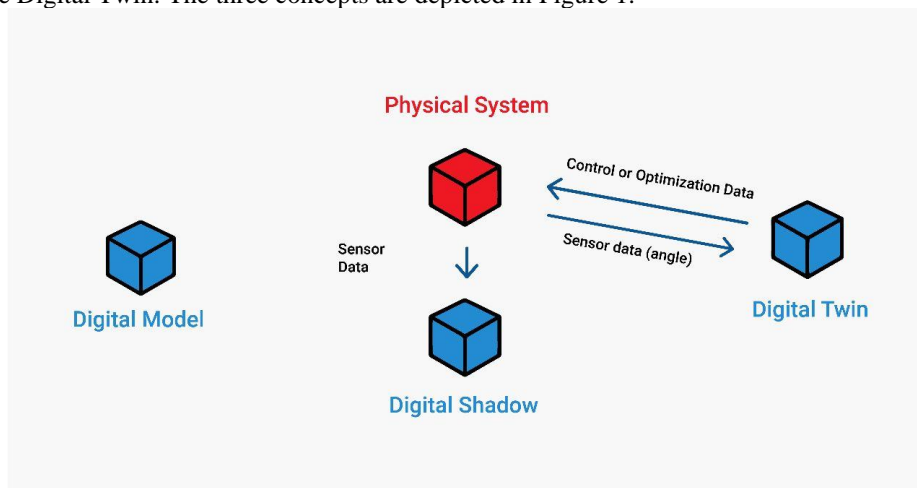 e Digital Twin. The three concepts are depicted in Figure 1.
Physical System
Control or Optimization Data
Sensor data (angle)
Sensor
Data
Digital Model
Digital Twin
Digital Shadow